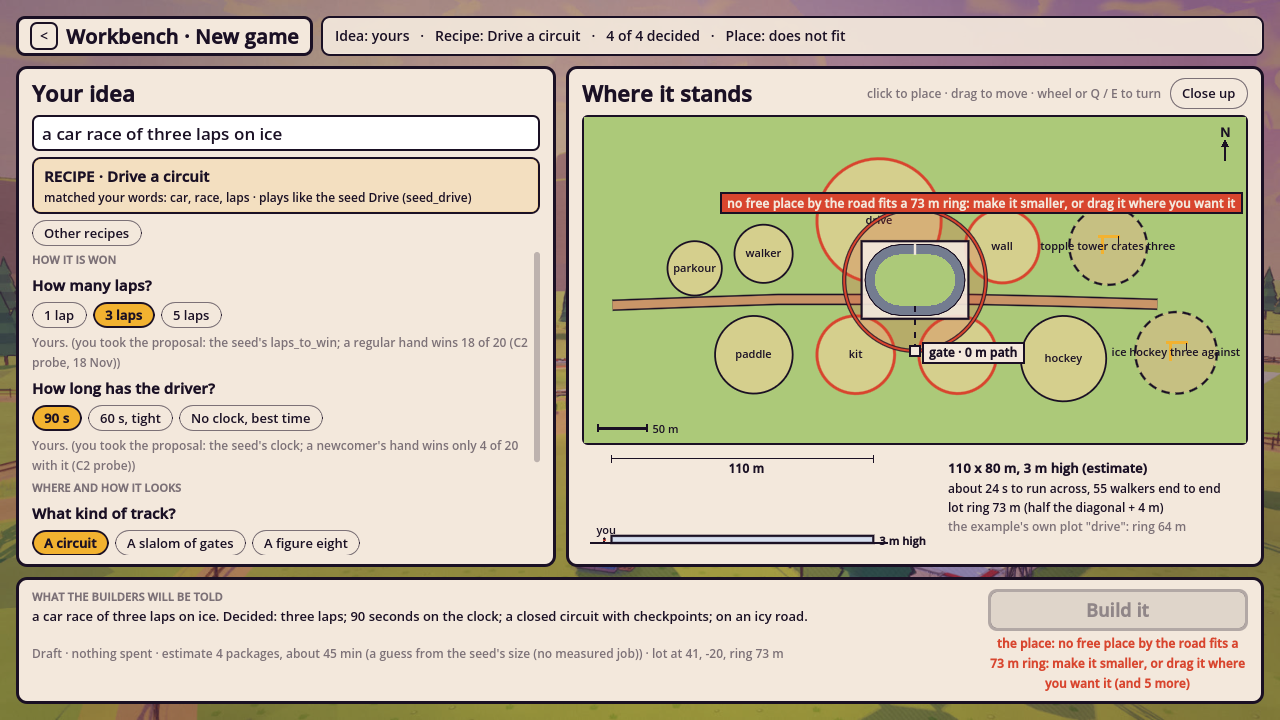 < Workbench · New game
Idea: yours · Recipe: Drive a circuit · 4 of 4 decided · Place: does not fit
Your idea
a car race of three laps on ice
RECIPE · Drive a circuit
matched your words: car, race, laps · plays like the seed Drive (seed_drive)
Other recipes
HOW IT IS WON
How many laps?
1 lap 3 laps 5 laps
Yours. (you took the proposal: the seed's laps_to_win; a regular hand wins 18 of 20 (C2
probe, 18 Nov))
How long has the driver?
90 s 60 s, tight No clock, best time
Yours. (you took the proposal: the seed's clock; a newcomer's hand wins only 4 of 20
with it (C2 probe))
WHERE AND HOW IT LOOKS
What kind of track?
A circuit A slalom of gates A figure eight
Where it stands
click to place · drag to move · wheel or Q / E to turn
Close up
N
no free place by the road fits a 73 m ring: make it smaller, or drag it where you want it
drive
parkour
walker
wall
topple tower crates three
paddle
kit
gate · 0 m path
hockey
ice hockey three against
50 m
110 m
you
3 m high
110 x 80 m, 3 m high (estimate)
about 24 s to run across, 55 walkers end to end
lot ring 73 m (half the diagonal + 4 m)
the example's own plot "drive": ring 64 m
WHAT THE BUILDERS WILL BE TOLD
a car race of three laps on ice. Decided: three laps; 90 seconds on the clock; a closed circuit with checkpoints; on an icy road.
Draft · nothing spent · estimate 4 packages, about 45 min (a guess from the seed's size (no measured job)) · lot at 41, -20, ring 73 m
Build it
the place: no free place by the road fits a
73 m ring: make it smaller, or drag it where
you want it (and 5 more)